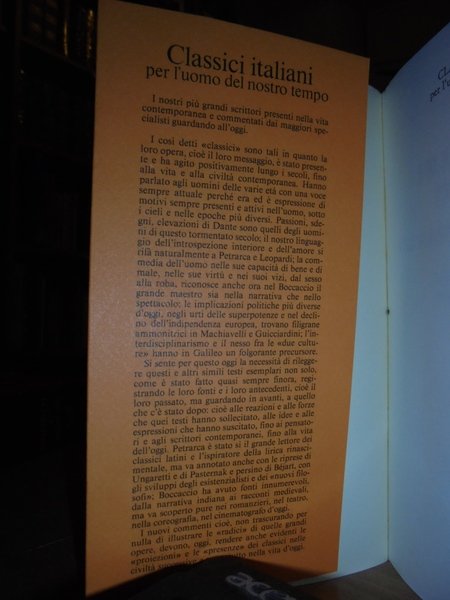 Classici italiani
per l'uomo del nostro tempo
I nostri più grandi scrittori presenti nella vita
contemporanea e commentati dai maggiori spe-
cialisti guardando all'oggi.
I così detti «classici» sono tali in quanto la
loro opera, cioè il loro messaggio, è stato presen-
te e ha agito positivamente lungo i secoli, fino
alla vita e alla civiltà contemporanea. Hanno
parlato agli uomini delle varie età con una voce
sempre attuale perché era ed è espressione di
motivi sempre presenti e attivi nell'uomo, sotto
i cieli e nelle epoche più diversi. Passioni, sde-
gni, elevazioni di Dante sono quelli degli uomi-
ni di questo tormentato secolo; il nostro linguag-
gio dell'introspezione interiore e dell'amore si
rifà naturalmente a Petrarca e Leopardi; la com-
media dell'uomo nelle sue capacità di bene e di
male, nelle sue virtù e nei suoi vizi, dal sesso
alla roba, riconosce anche ora nel Boccaccio il
grande maestro sia nella narrativa che nello
spettacolo; le implicazioni politiche più diverse
d'oggi, negli urti delle superpotenze e nel decli-
no dell'indipendenza europea, trovano filigrane
ammonitrici in Machiavelli e Guicciardini; l'in-
terdisciplinarismo e il nesso fra le «due cultu-
re» hanno in Galileo un folgorante precursore.
Si sente per questo oggi la necessità di rilegge-
re questi e altri simili testi esemplari non solo,
come è stato fatto quasi sempre finora, regi-
strando le loro fonti e i loro antecedenti, cioè il
loro passato, ma guardando in avanti, a quello
che c'è stato dopo: cioè alle reazioni e alle forze
che quei testi hanno sollecitato, alle idee e alle
espressioni che hanno suscitato, fino ai pensato-
ri e agli scrittori contemporanei, fino alla vita
dell'oggi. Petrarca è stato sì il grande lettore dei
classici latini e l'ispiratore della lirica rinasci-
mentale, ma va annotato anche con le riprese di
Ungaretti e di Pasternak e persino di Béjart, con
gli sviluppi degli esistenzialisti e dei «nuovi filo-
sofi»; Boccaccio ha avuto fonti innumerevoli,
dalla narrativa indiana ai racconti medievali,
ma va scoperto pure nei romanzieri, nel teatro,
nella coreografia, nel cinematografo d'oggi.
I nuovi commenti cioè, non trascurando per
nulla di illustrare le «radici» di quelle grandi
opere, devono, oggi, rendere anche evidenti le
«proiezioni» e le «presenze» dei classici nelle
civiltà successive e nella vita d'oggi.